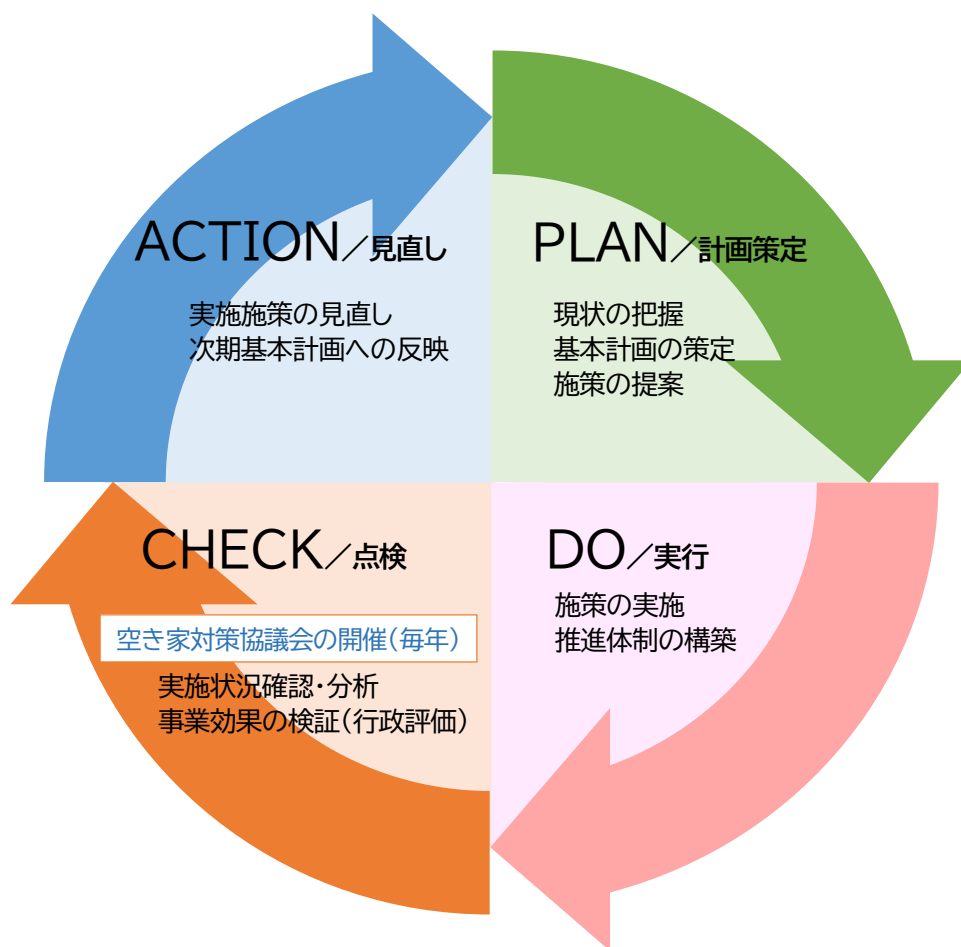 ACTION／見直し
実施施策の見直し
次期基本計画への反映
PLAN／計画策定
現状の把握
基本計画の策定
施策の提案
CHECK／点検
空き家対策協議会の開催(毎年)
実施状況確認・分析
事業効果の検証(行政評価)
DO／実行
施策の実施
推進体制の構築